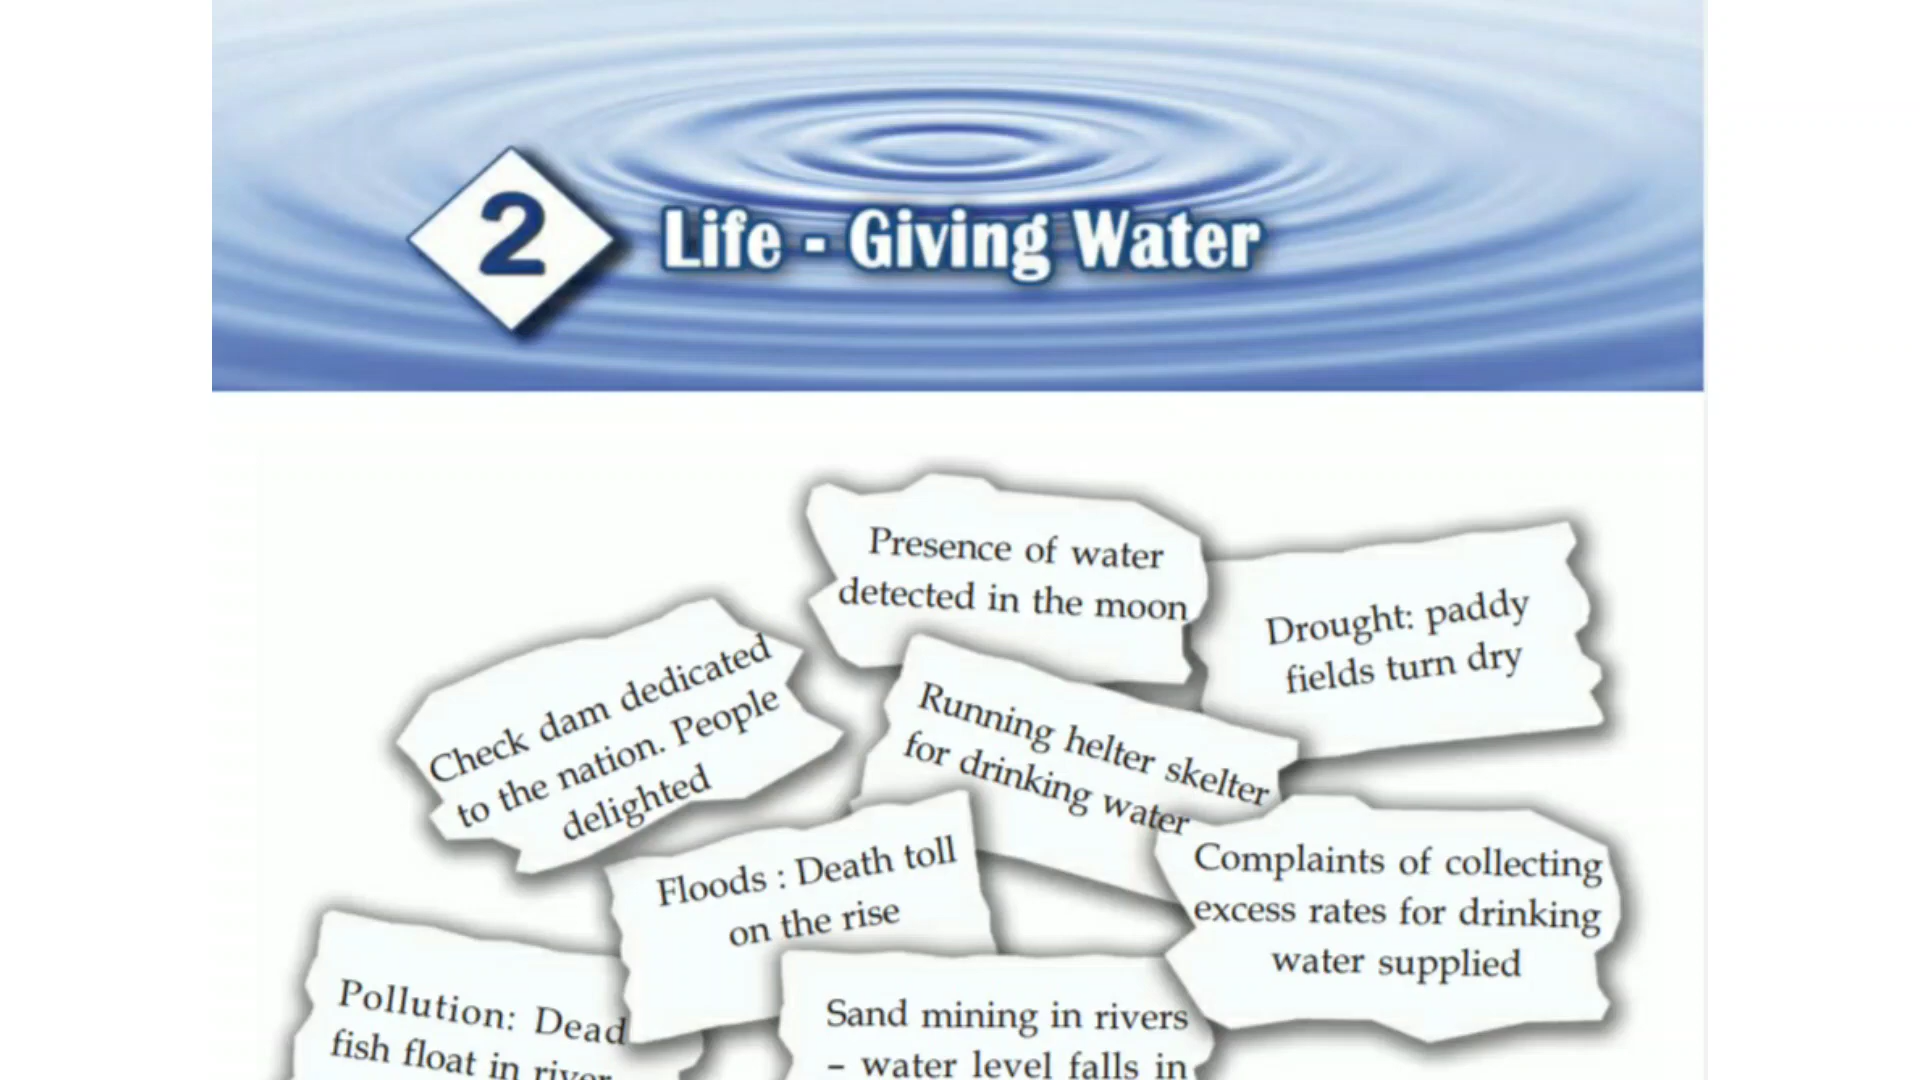 2
Life - Giving Water
Presence of water
detected in the moon
Drought: paddy
fields turn dry
Check dam dedicated
to the nation. People
delighted
Running helter skelter
for drinking water
Floods : Death toll
on the rise
Complaints of collecting
excess rates for drinking
water supplied
Pollution: Dead
fish float in river
Sand mining in rivers
– water level falls in